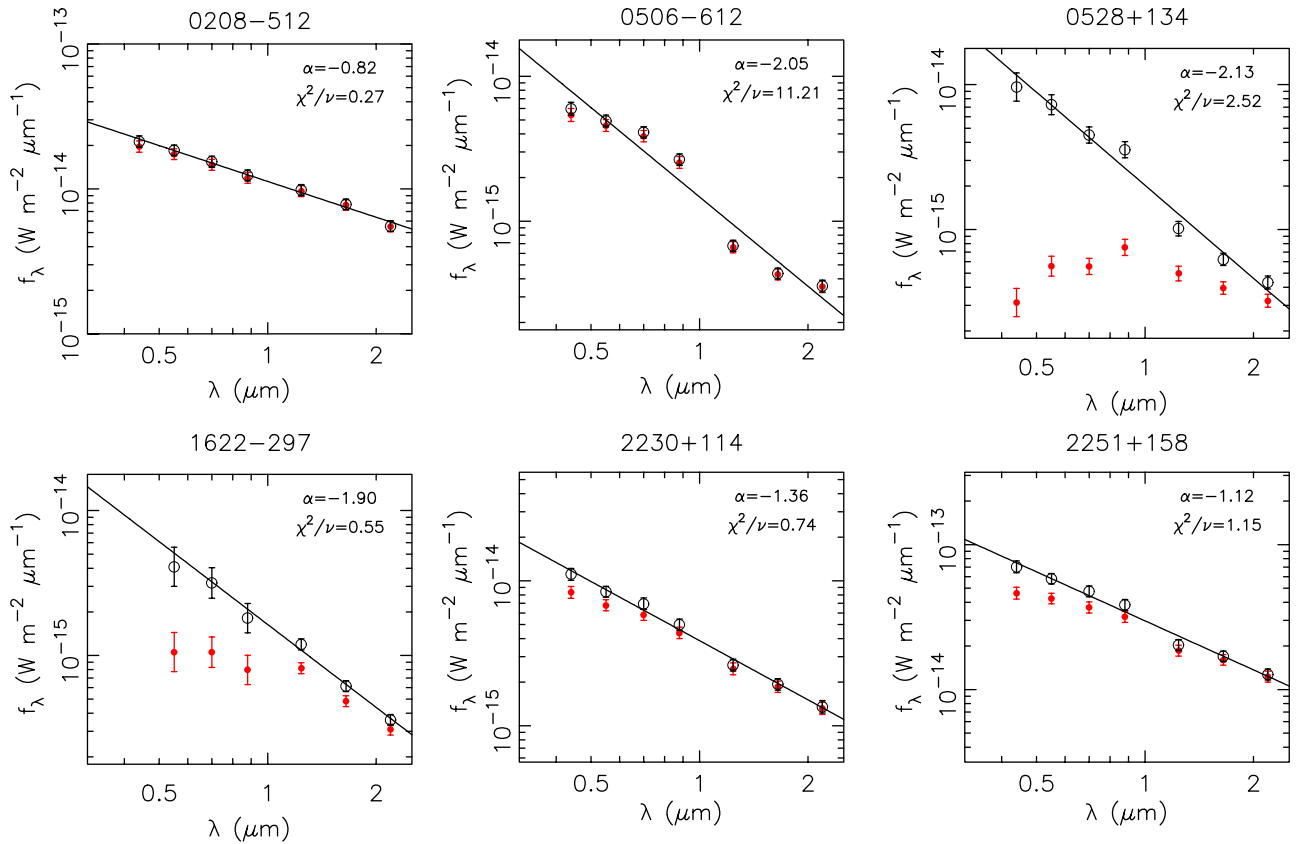 0208−512
α=−0.82
χ²/ν=0.27
10⁻¹³
10⁻¹⁴
10⁻¹⁵
f_λ (W m⁻² μm⁻¹)
0.5 1 2
λ (μm)
0506−612
α=−2.05
χ²/ν=11.21
10⁻¹⁴
10⁻¹⁵
f_λ (W m⁻² μm⁻¹)
0.5 1 2
λ (μm)
0528+134
α=−2.13
χ²/ν=2.52
10⁻¹⁴
10⁻¹⁵
f_λ (W m⁻² μm⁻¹)
0.5 1 2
λ (μm)
1622−297
α=−1.90
χ²/ν=0.55
10⁻¹⁴
10⁻¹⁵
f_λ (W m⁻² μm⁻¹)
0.5 1 2
λ (μm)
2230+114
α=−1.36
χ²/ν=0.74
10⁻¹⁴
10⁻¹⁵
f_λ (W m⁻² μm⁻¹)
0.5 1 2
λ (μm)
2251+158
α=−1.12
χ²/ν=1.15
10⁻¹³
10⁻¹⁴
f_λ (W m⁻² μm⁻¹)
0.5 1 2
λ (μm)